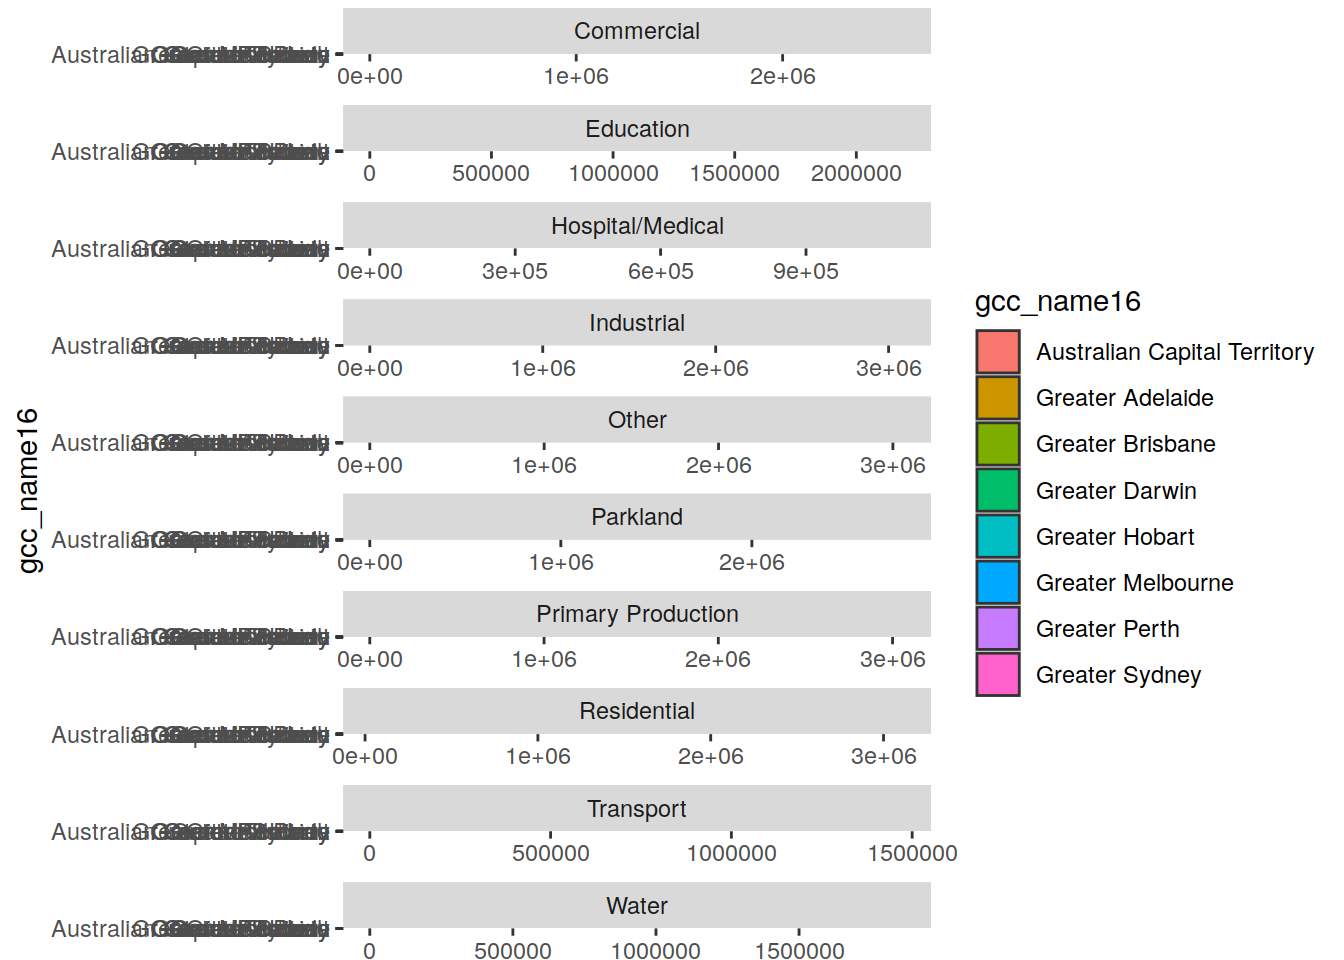 Commercial
0e+00 1e+06 2e+06
Education
0 500000 1000000 1500000 2000000
Hospital/Medical
0e+00 3e+05 6e+05 9e+05
Industrial
0e+00 1e+06 2e+06 3e+06
Other
0e+00 1e+06 2e+06 3e+06
Parkland
0e+00 1e+06 2e+06
Primary Production
0e+00 1e+06 2e+06 3e+06
Residential
0e+00 1e+06 2e+06 3e+06
Transport
0 500000 1000000 1500000
Water
0 500000 1000000 1500000
gcc_name16
gcc_name16
Australian Capital Territory
Greater Adelaide
Greater Brisbane
Greater Darwin
Greater Hobart
Greater Melbourne
Greater Perth
Greater Sydney